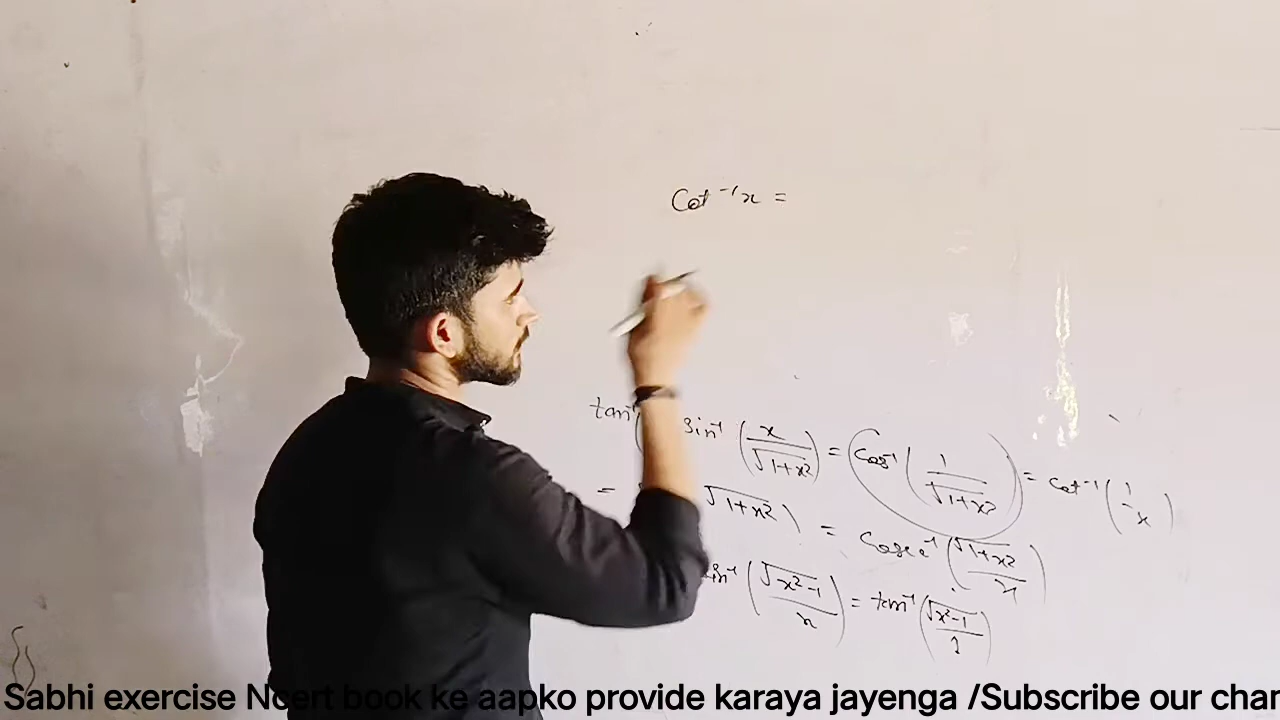 Cot⁻¹x =
tan⁻¹ sin⁻¹ (x/√1+x²) = (Cos⁻¹ (1/√1+x²)) = Cot⁻¹ (1/x)
= √1+x²) = Cosec⁻¹ (√1+x²/x)
sin⁻¹ (√x²-1/x) = tan⁻¹ (√x²-1/1)
Sabhi exercise Ncert book ke aapko provide karaya jayenga /Subscribe our char